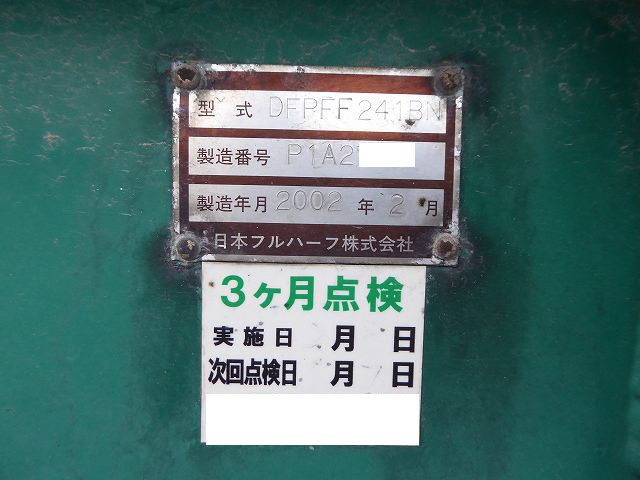 型式 DFPFF241BN
製造番号 P1A2
製造年月 2002 年 2 月
日本フルハーフ株式会社
3ヶ月点検
実施日 月 日
次回点検日 月 日